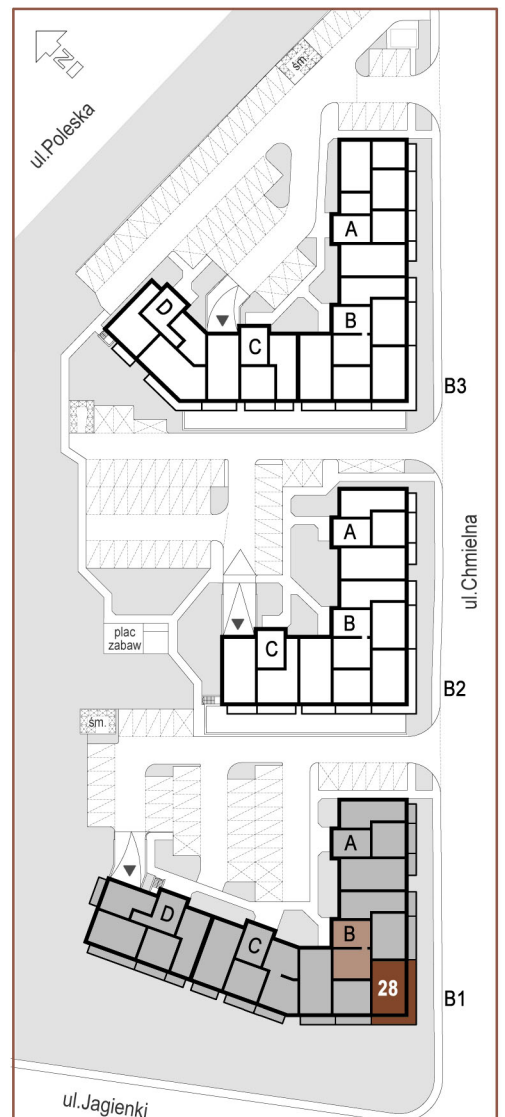 N
śm.
ul.Poleska
A
D
B
C
B3
A
ul.Chmielna
B
plac
zabaw
C
B2
śm.
A
D
B
C
28
B1
ul.Jagienki